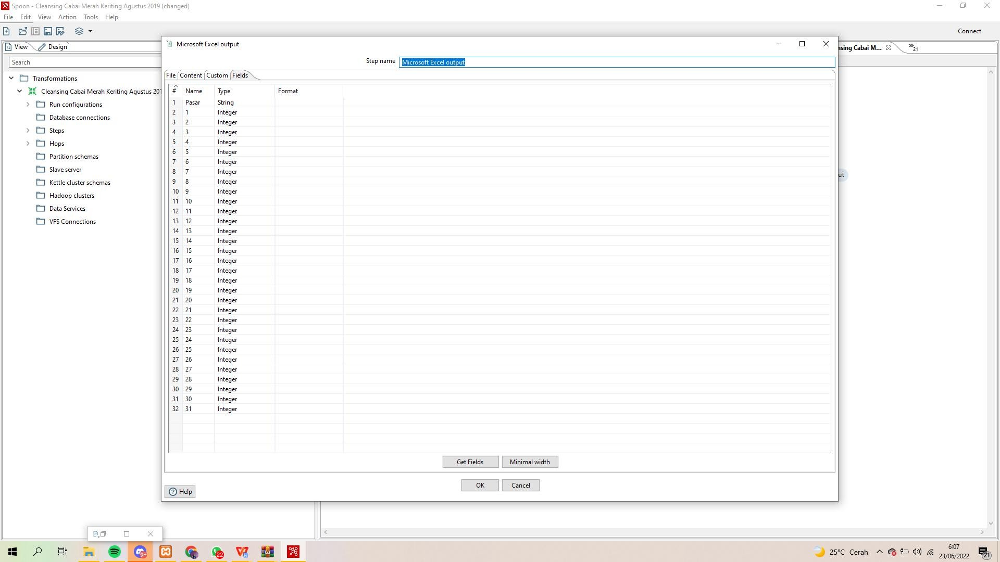 Spoon - Cleansing Cabai Merah Keriting Agustus 2019 (changed)
File Edit View Action Tools Help
Connect
View Design
Search
Transformations
Cleansing Cabai Merah Keriting Agustus 201
Run configurations
Database connections
Steps
Hops
Partition schemas
Slave server
Kettle cluster schemas
Hadoop clusters
Data Services
VFS Connections
nsing Cabai M...
21
ut
Microsoft Excel output
Step name Microsoft Excel output
File Content Custom Fields
# Name Type Format
1 Pasar String
2 1 Integer
3 2 Integer
4 3 Integer
5 4 Integer
6 5 Integer
7 6 Integer
8 7 Integer
9 8 Integer
10 9 Integer
11 10 Integer
12 11 Integer
13 12 Integer
14 13 Integer
15 14 Integer
16 15 Integer
17 16 Integer
18 17 Integer
19 18 Integer
20 19 Integer
21 20 Integer
22 21 Integer
23 22 Integer
24 23 Integer
25 24 Integer
26 25 Integer
27 26 Integer
28 27 Integer
29 28 Integer
30 29 Integer
31 30 Integer
32 31 Integer
Get Fields Minimal width
OK Cancel
Help
9+
22
25°C Cerah
6:07
23/06/2022
21